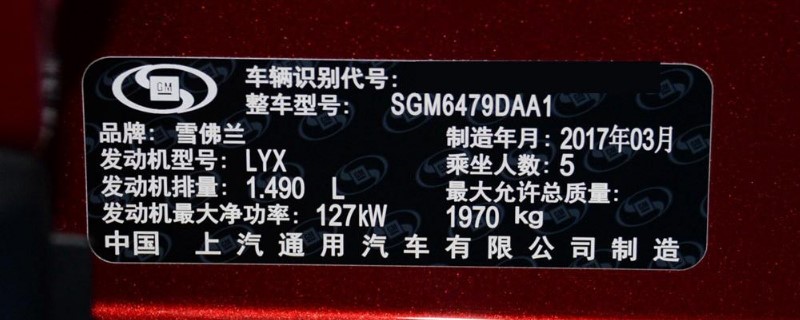 GM
车辆识别代号:
整车型号: SGM6479DAA1
品牌: 雪佛兰 制造年月: 2017年03月
发动机型号: LYX 乘坐人数: 5
发动机排量: 1.490 L 最大允许总质量:
发动机最大净功率: 127kW 1970 kg
中国 上汽通用汽车有限公司制造